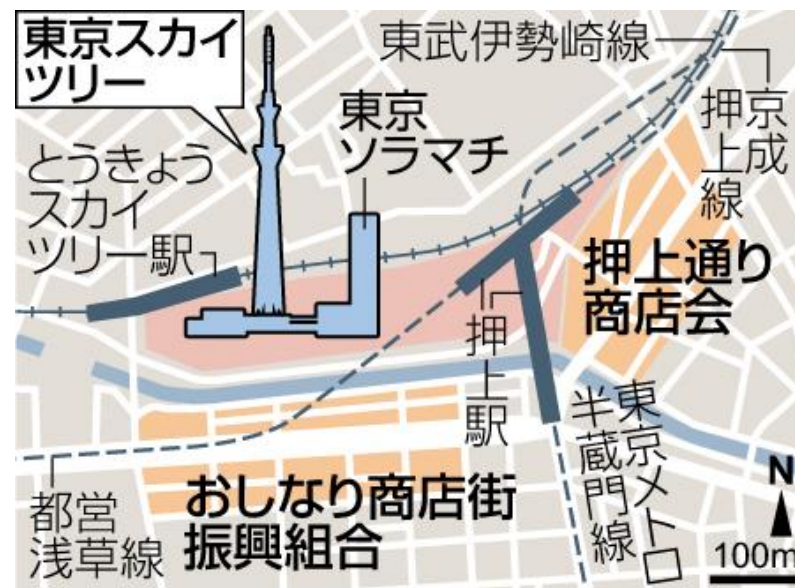 東京スカイ
ツリー
東武伊勢崎線
東京
ソラマチ
京成
押上線
とうきょう
スカイ
ツリー駅
押上通り
商店会
押上駅
東京メトロ
半蔵門線
都営
浅草線
おしなり商店街
振興組合
N
100m